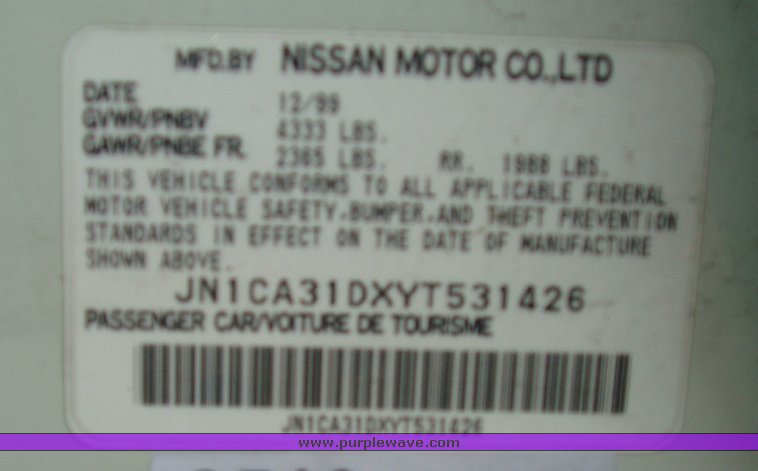 MFD.BY NISSAN MOTOR CO.,LTD
DATE 12/99
GVWR/PNBV 4333 LBS.
GAWR/PNBE FR. 2365 LBS. RR. 1988 LBS.
THIS VEHICLE CONFORMS TO ALL APPLICABLE FEDERAL
MOTOR VEHICLE SAFETY,BUMPER,AND THEFT PREVENTION
STANDARDS IN EFFECT ON THE DATE OF MANUFACTURE
SHOWN ABOVE.
JN1CA31DXYT531426
PASSENGER CAR/VOITURE DE TOURISME
JN1CA31DXYT531426
www.purplewave.com